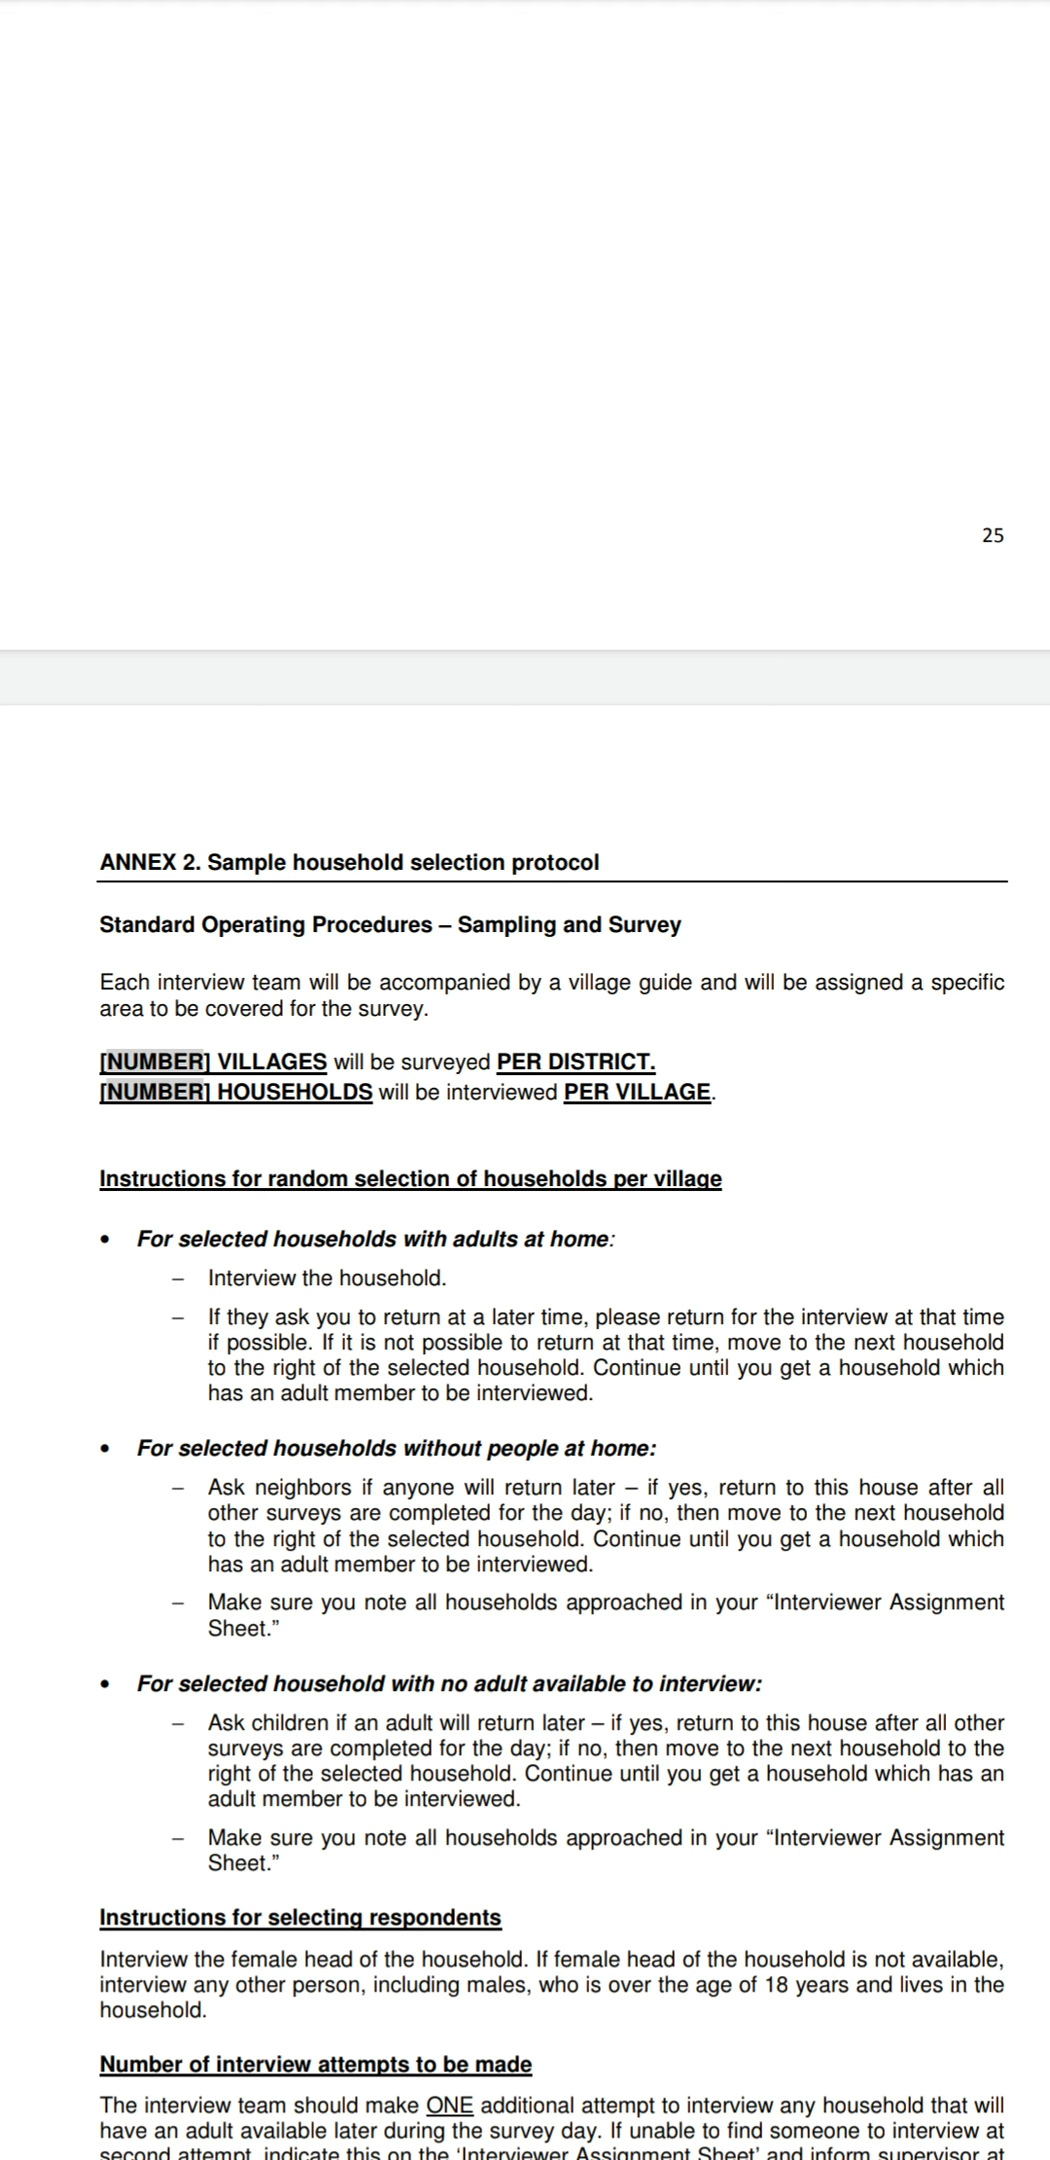 25
ANNEX 2. Sample household selection protocol
Standard Operating Procedures – Sampling and Survey
Each interview team will be accompanied by a village guide and will be assigned a specific
area to be covered for the survey.
[NUMBER] VILLAGES will be surveyed PER DISTRICT.
[NUMBER] HOUSEHOLDS will be interviewed PER VILLAGE.
Instructions for random selection of households per village
• For selected households with adults at home:
– Interview the household.
– If they ask you to return at a later time, please return for the interview at that time
if possible. If it is not possible to return at that time, move to the next household
to the right of the selected household. Continue until you get a household which
has an adult member to be interviewed.
• For selected households without people at home:
– Ask neighbors if anyone will return later – if yes, return to this house after all
other surveys are completed for the day; if no, then move to the next household
to the right of the selected household. Continue until you get a household which
has an adult member to be interviewed.
– Make sure you note all households approached in your “Interviewer Assignment
Sheet.”
• For selected household with no adult available to interview:
– Ask children if an adult will return later – if yes, return to this house after all other
surveys are completed for the day; if no, then move to the next household to the
right of the selected household. Continue until you get a household which has an
adult member to be interviewed.
– Make sure you note all households approached in your “Interviewer Assignment
Sheet.”
Instructions for selecting respondents
Interview the female head of the household. If female head of the household is not available,
interview any other person, including males, who is over the age of 18 years and lives in the
household.
Number of interview attempts to be made
The interview team should make ONE additional attempt to interview any household that will
have an adult available later during the survey day. If unable to find someone to interview at
second attempt, indicate this on the ‘Interviewer Assignment Sheet’ and inform supervisor at